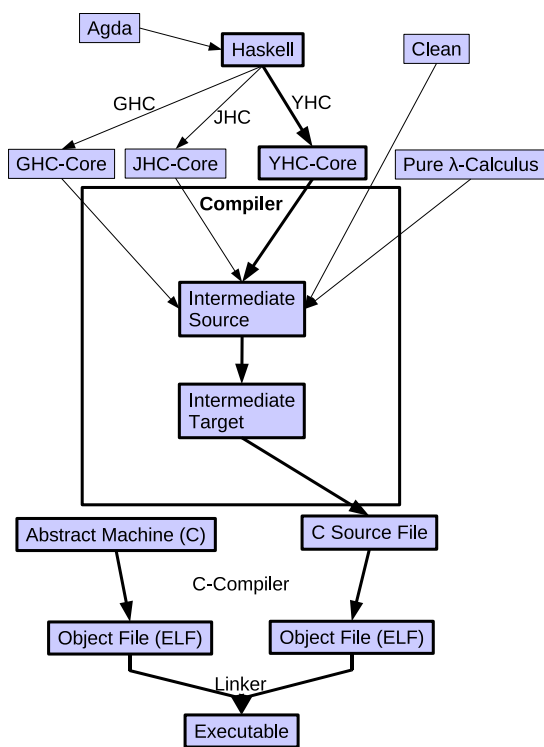 Agda
Haskell
Clean
GHC
JHC
YHC
GHC-Core
JHC-Core
YHC-Core
Pure λ-Calculus
Compiler
Intermediate
Source
Intermediate
Target
Abstract Machine (C)
C Source File
C-Compiler
Object File (ELF)
Object File (ELF)
Linker
Executable